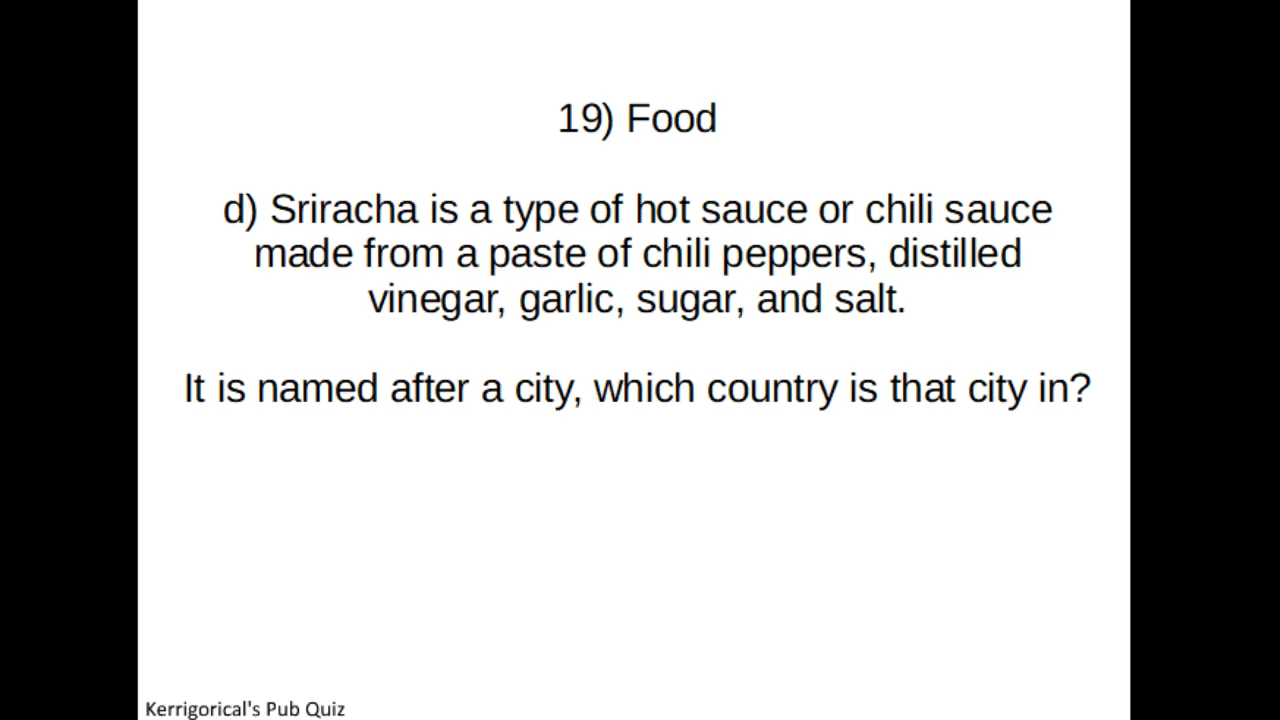 19) Food
d) Sriracha is a type of hot sauce or chili sauce
made from a paste of chili peppers, distilled
vinegar, garlic, sugar, and salt.
It is named after a city, which country is that city in?
Kerrigorical's Pub Quiz